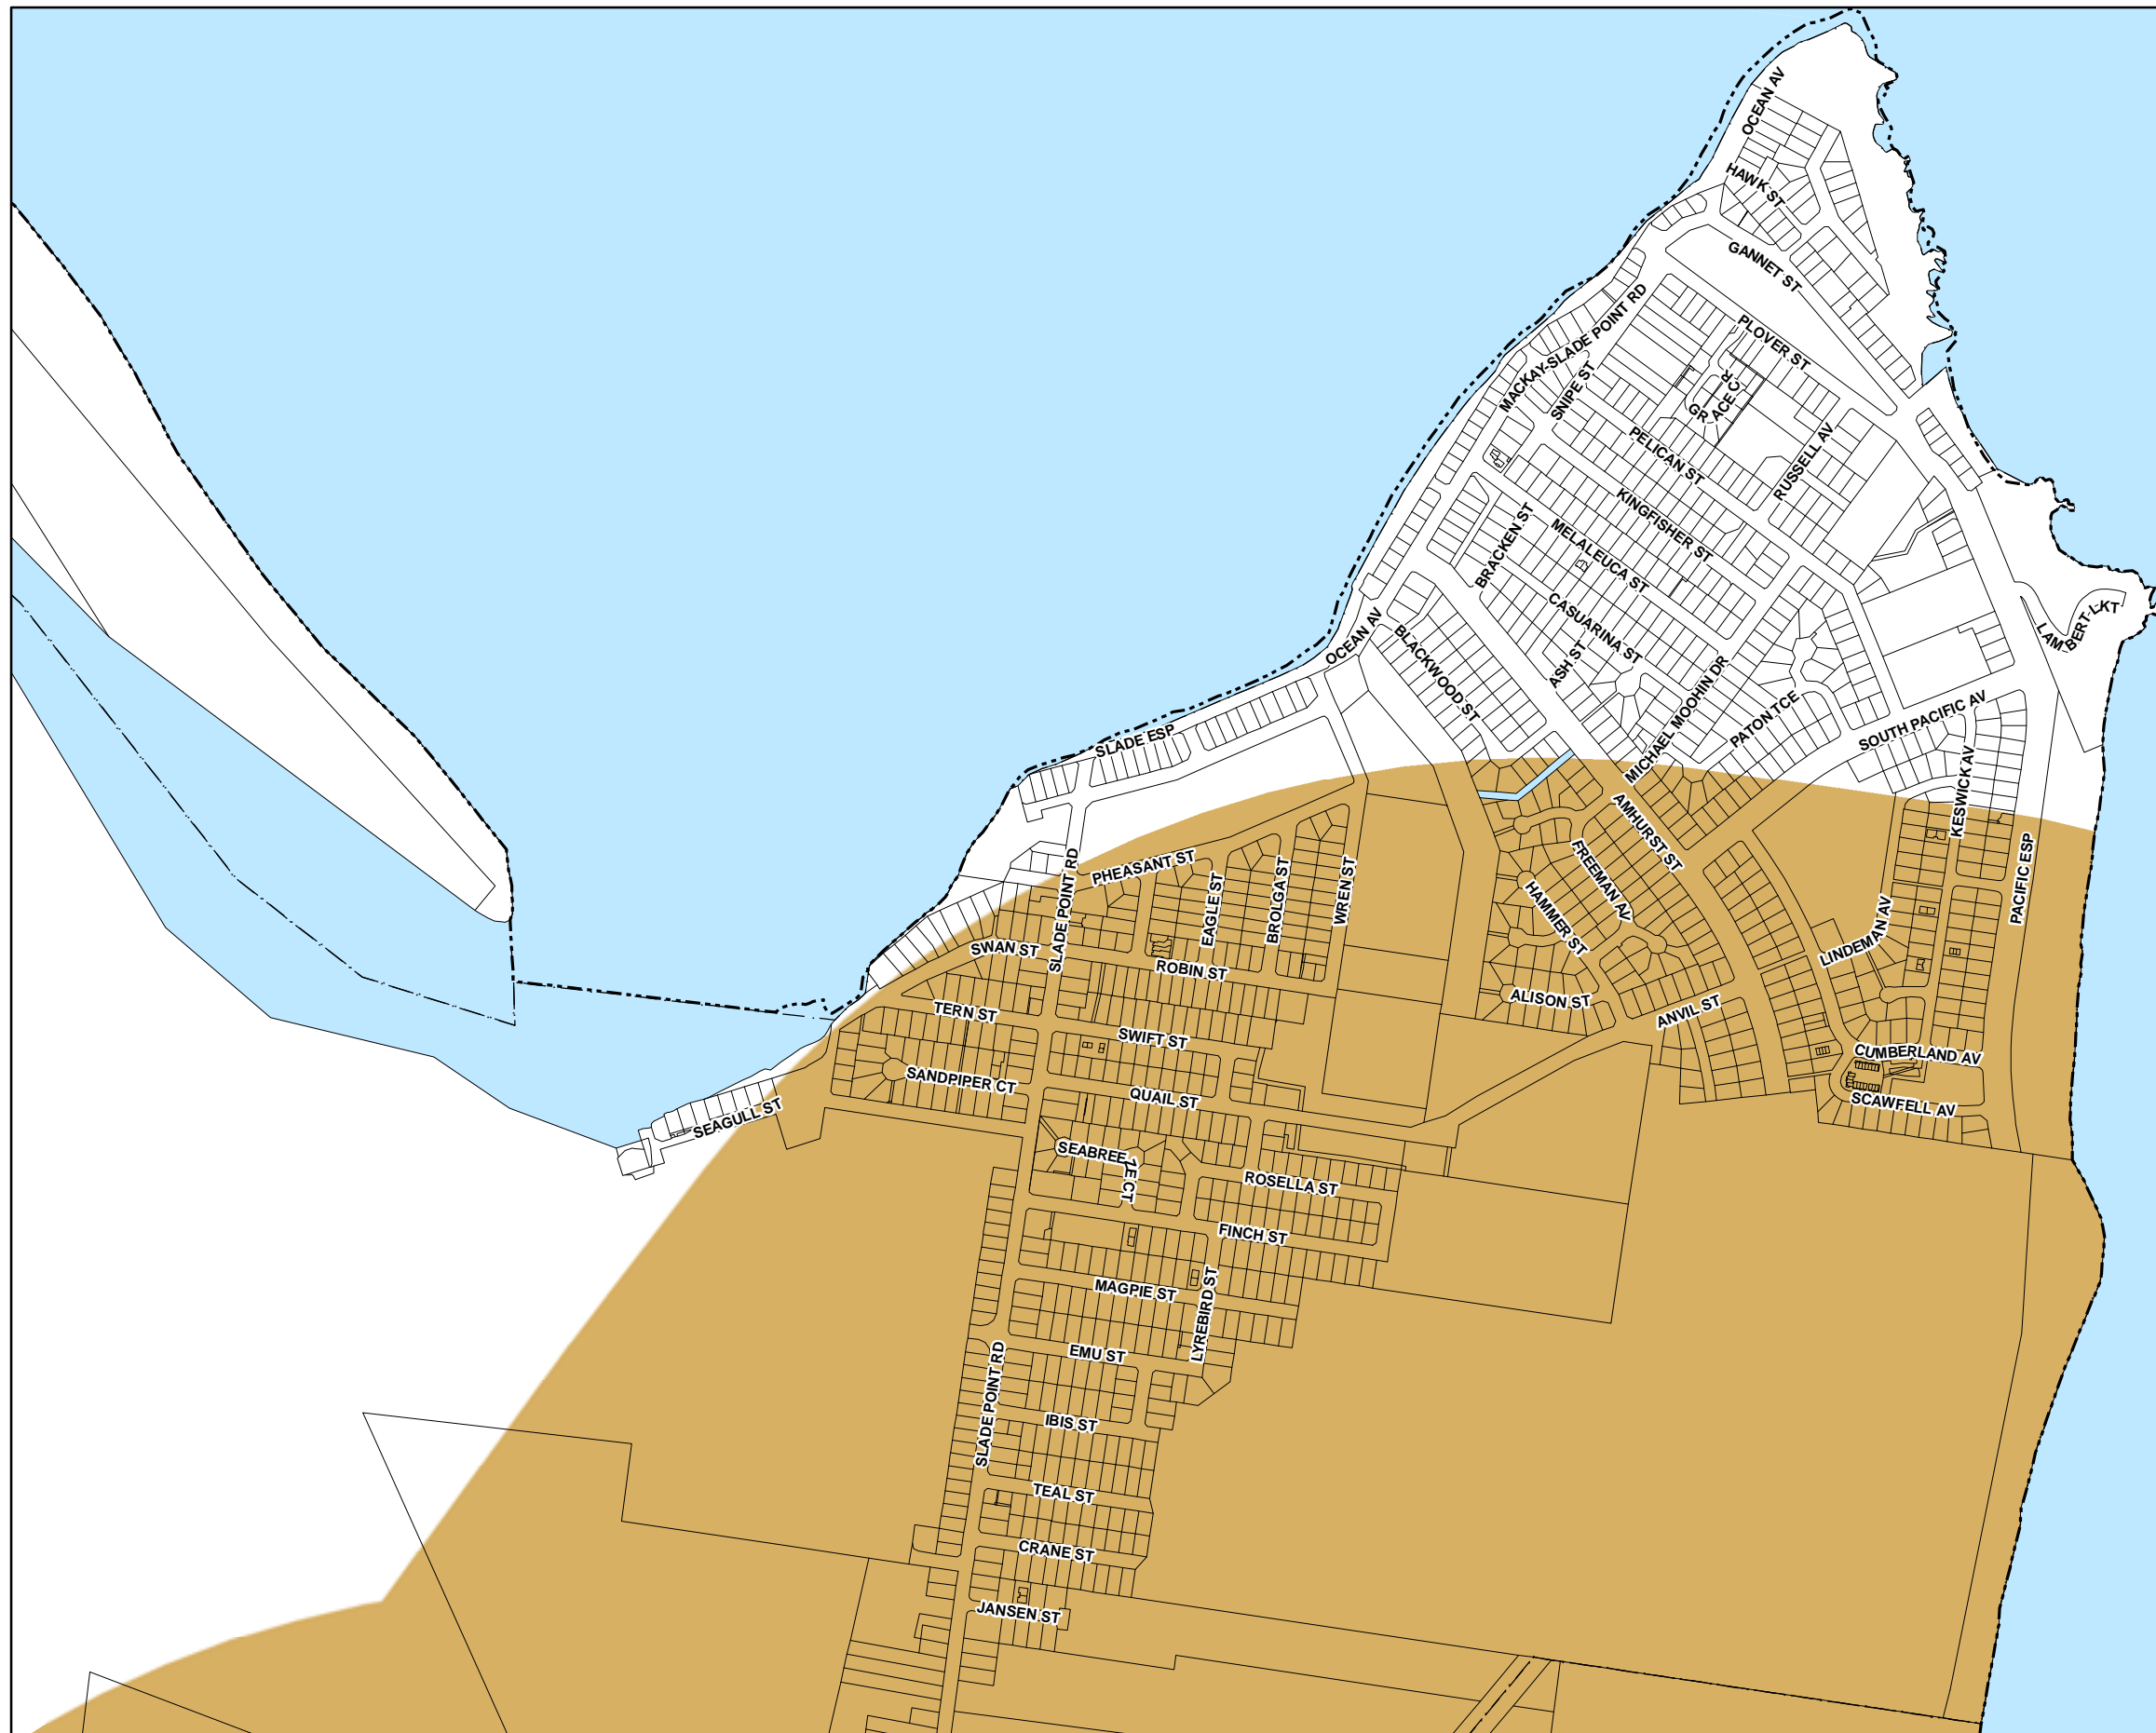 OCEAN AV
HAWK ST
GANNET ST
MACKAY-SLADE POINT RD
PLOVER ST
SNIPE ST
GRACE CR
PELICAN ST
RUSSELL AV
KINGFISHER ST
BRACKEN ST
MELALEUCA ST
CASUARINA ST
LAMBERT LKT
OCEAN AV
BLACKWOOD ST
ASH ST
MICHAEL MOOHIN DR
PATON TCE
SOUTH PACIFIC AV
SLADE ESP
KESWICK AV
AMHURST ST
PHEASANT ST
SLADE POINT RD
EAGLE ST
BROLGA ST
WREN ST
FREEMAN AV
HAMMER ST
PACIFIC ESP
LINDEMAN AV
SWAN ST
ROBIN ST
ALISON ST
ANVIL ST
TERN ST
SWIFT ST
CUMBERLAND AV
SANDPIPER CT
QUAIL ST
SCAWFELL AV
SEAGULL ST
SEABREEZE CT
ROSELLA ST
FINCH ST
MAGPIE ST
LYREBIRD ST
EMU ST
SLADE POINT RD
IBIS ST
TEAL ST
CRANE ST
JANSEN ST